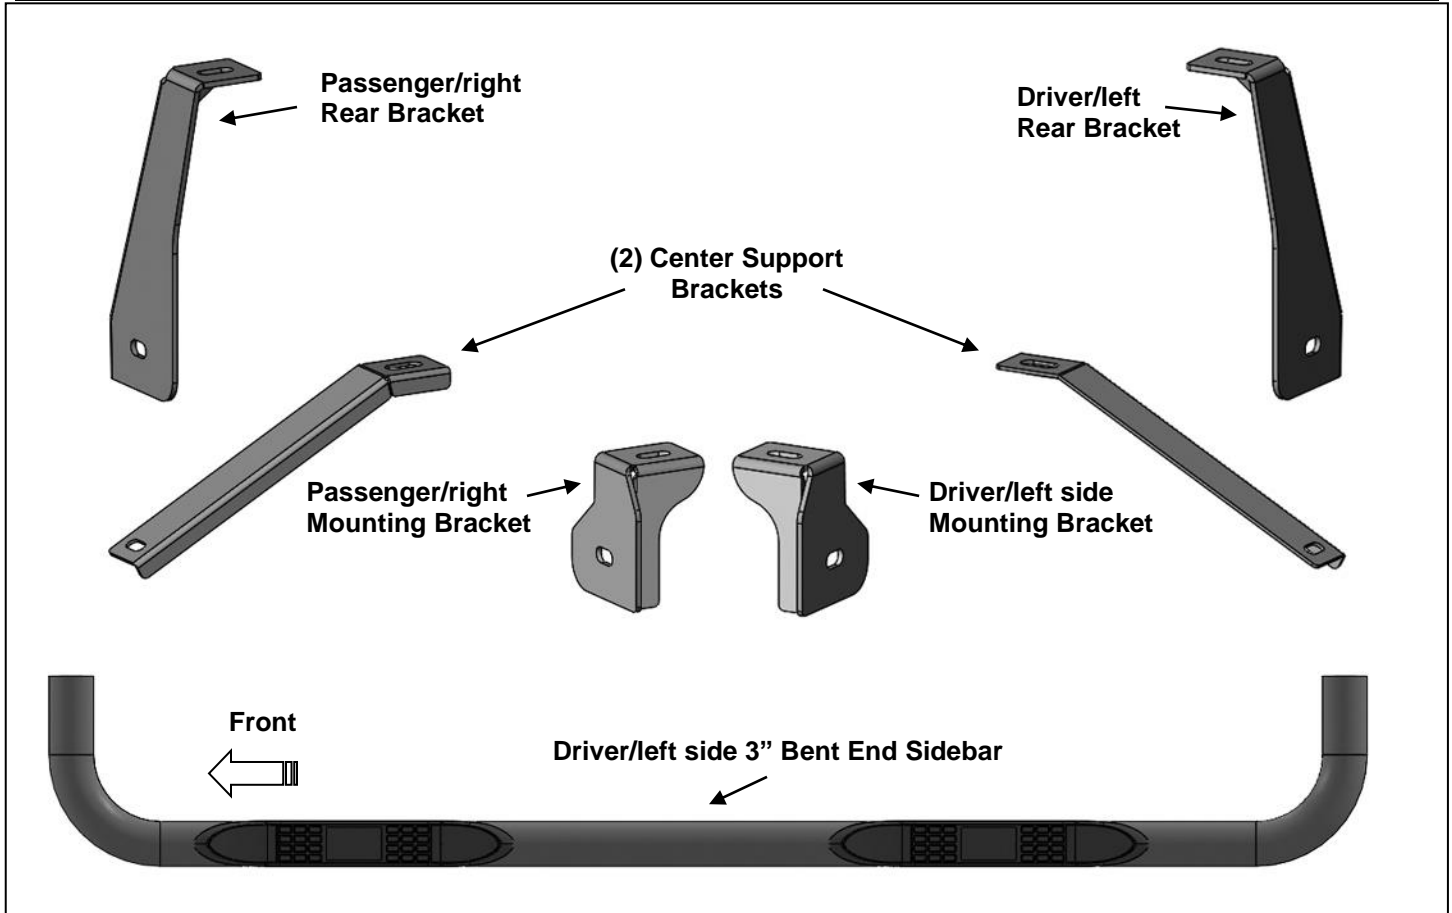 Passenger/right
Rear Bracket
Driver/left
Rear Bracket
(2) Center Support
Brackets
Passenger/right
Mounting Bracket
Driver/left side
Mounting Bracket
Front
Driver/left side 3” Bent End Sidebar